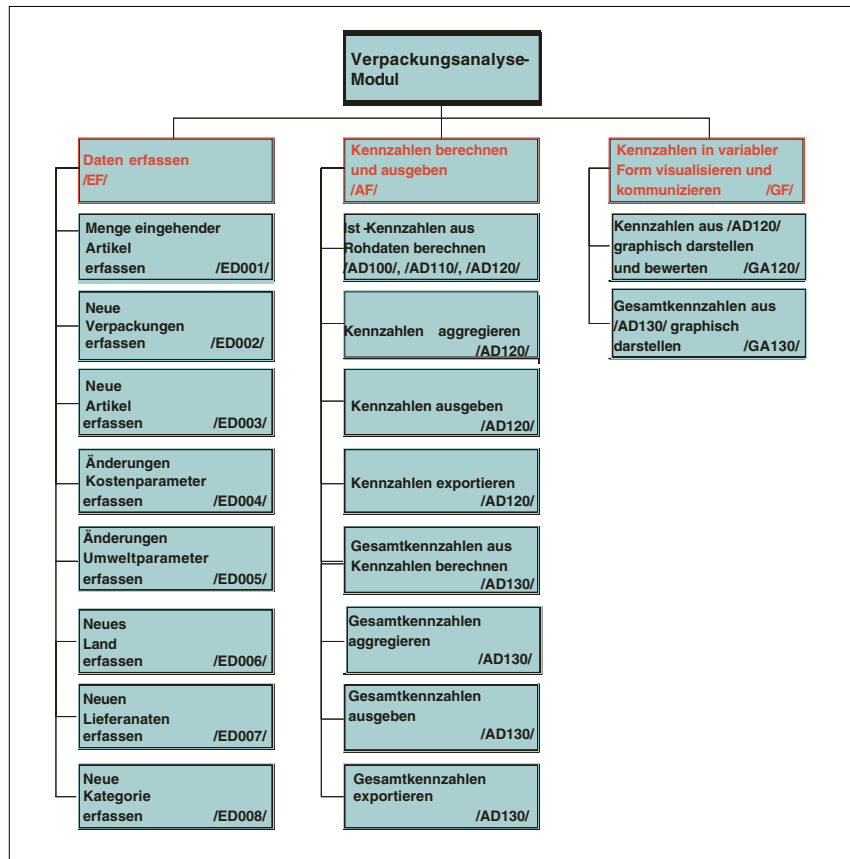 Verpackungsanalyse-
Modul
Daten erfassen
/EF/
Menge eingehender
Artikel
erfassen /ED001/
Neue
Verpackungen
erfassen /ED002/
Neue
Artikel
erfassen /ED003/
Änderungen
Kostenparameter
erfassen /ED004/
Änderungen
Umweltparameter
erfassen /ED005/
Neues
Land
erfassen /ED006/
Neuen
Lieferanaten
erfassen /ED007/
Neue
Kategorie
erfassen /ED008/
Kennzahlen berechnen
und ausgeben
/AF/
Ist -Kennzahlen aus
Rohdaten berechnen
/AD100/, /AD110/, /AD120/
Kennzahlen aggregieren
/AD120/
Kennzahlen ausgeben
/AD120/
Kennzahlen exportieren
/AD120/
Gesamtkennzahlen aus
Kennzahlen berechnen
/AD130/
Gesamtkennzahlen
aggregieren
/AD130/
Gesamtkennzahlen
ausgeben
/AD130/
Gesamtkennzahlen
exportieren
/AD130/
Kennzahlen in variabler
Form visualisieren und
kommunizieren /GF/
Kennzahlen aus /AD120/
graphisch darstellen
und bewerten /GA120/
Gesamtkennzahlen aus
/AD130/ graphisch
darstellen /GA130/